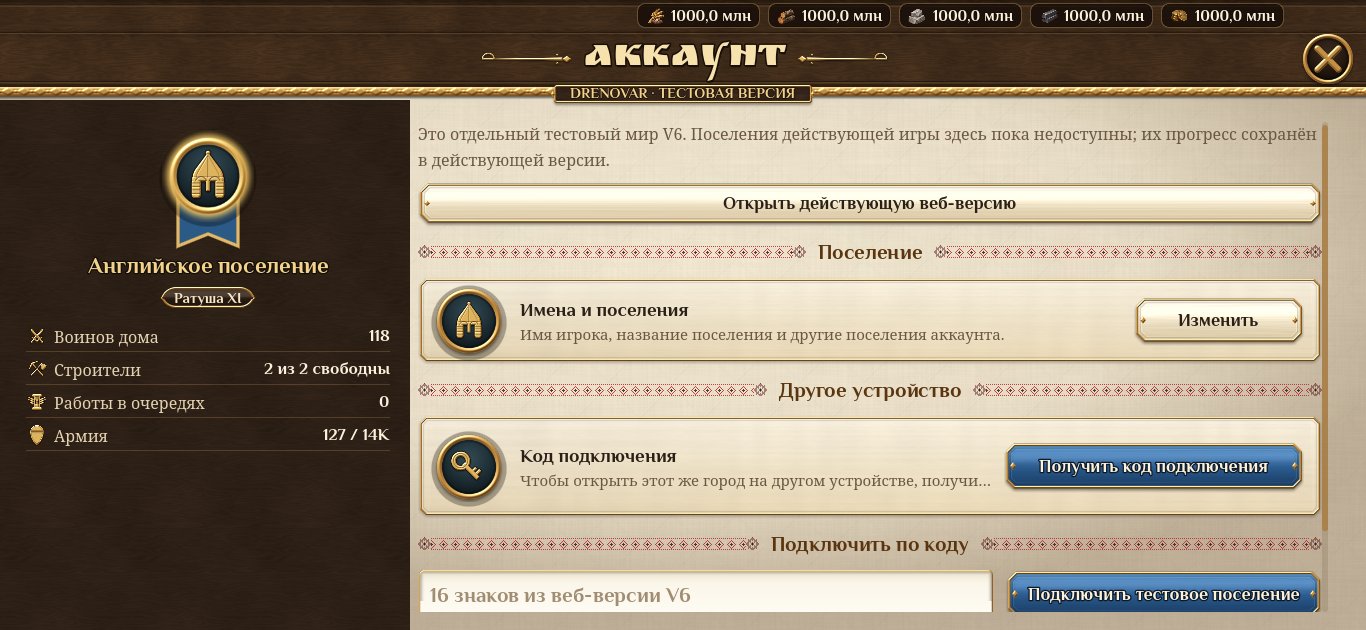 1000,0 млн 1000,0 млн 1000,0 млн 1000,0 млн 1000,0 млн
аккаунт
DRENOVAR · ТЕСТОВАЯ ВЕРСИЯ
Английское поселение
Ратуша XI
Воинов дома 118
Строители 2 из 2 свободны
Работы в очередях 0
Армия 127 / 14K
Это отдельный тестовый мир V6. Поселения действующей игры здесь пока недоступны; их прогресс сохранён
в действующей версии.
Открыть действующую веб-версию
Поселение
Имена и поселения
Имя игрока, название поселения и другие поселения аккаунта.
Изменить
Другое устройство
Код подключения
Чтобы открыть этот же город на другом устройстве, получи...
Получить код подключения
Подключить по коду
16 знаков из веб-версии V6
Подключить тестовое поселение